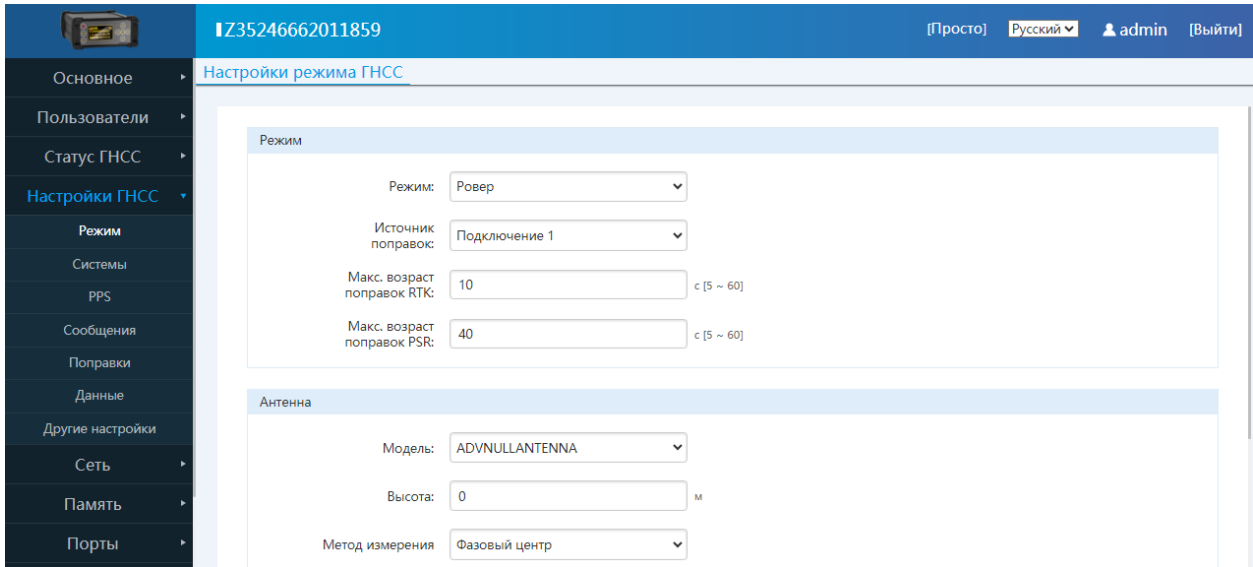 Z35246662011859
[Просто]
Русский
admin
[Выйти]
Основное
Пользователи
Статус ГНСС
Настройки ГНСС
Режим
Системы
PPS
Сообщения
Поправки
Данные
Другие настройки
Сеть
Память
Порты
Настройки режима ГНСС
Режим
Режим: Ровер
Источник
поправок: Подключение 1
Макс. возраст
поправок RTK: 10 с [5 ~ 60]
Макс. возраст
поправок PSR: 40 с [5 ~ 60]
Антенна
Модель: ADVNULLANTENNA
Высота: 0 м
Метод измерения Фазовый центр